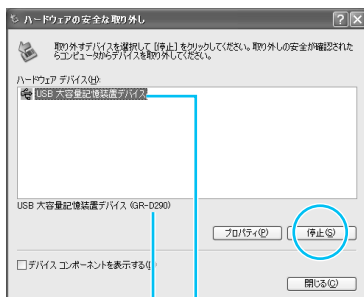 ハードウェアの安全な取り外し
取り外すデバイスを選択して [停止] をクリックしてください。取り外しの安全が確認された
らコンピュータからデバイスを取り外してください。
ハードウェア デバイス(H):
USB 大容量記憶装置デバイス
USB 大容量記憶装置デバイス (GR-D290)
プロパティ(P) 停止(S)
デバイス コンポーネントを表示する(D)
閉じる(C)